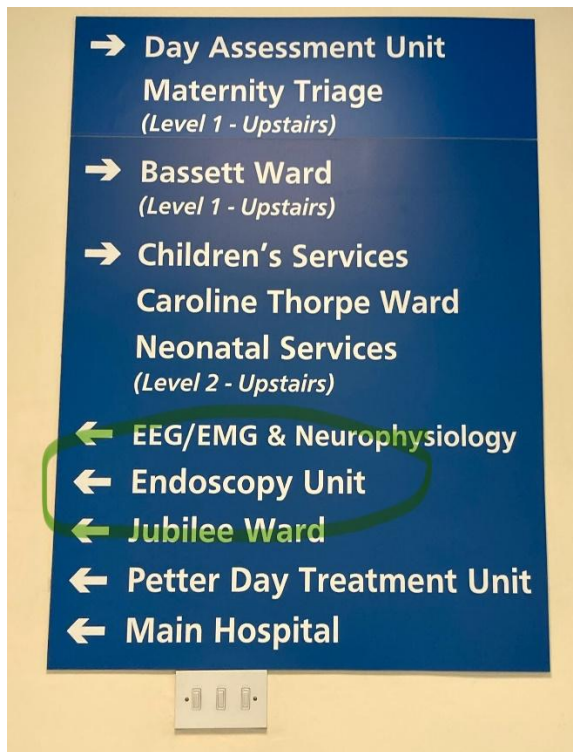 → Day Assessment Unit
Maternity Triage
(Level 1 - Upstairs)
→ Bassett Ward
(Level 1 - Upstairs)
→ Children's Services
Caroline Thorpe Ward
Neonatal Services
(Level 2 - Upstairs)
← EEG/EMG & Neurophysiology
← Endoscopy Unit
← Jubilee Ward
← Petter Day Treatment Unit
← Main Hospital